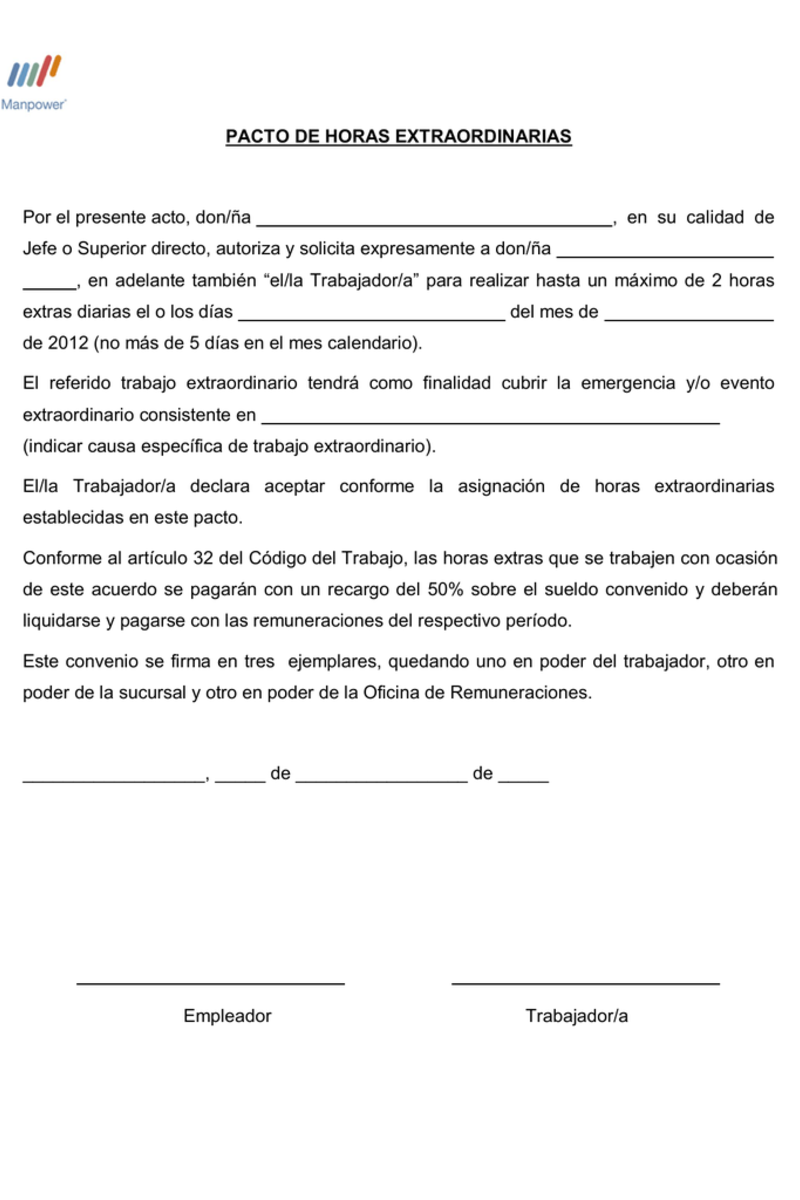 Manpower
PACTO DE HORAS EXTRAORDINARIAS
Por el presente acto, don/ña ____________________________________, en su calidad de
Jefe o Superior directo, autoriza y solicita expresamente a don/ña ______________________
_____, en adelante también “el/la Trabajador/a” para realizar hasta un máximo de 2 horas
extras diarias el o los días ___________________________ del mes de _________________
de 2012 (no más de 5 días en el mes calendario).
El referido trabajo extraordinario tendrá como finalidad cubrir la emergencia y/o evento
extraordinario consistente en ______________________________________________
(indicar causa específica de trabajo extraordinario).
El/la Trabajador/a declara aceptar conforme la asignación de horas extraordinarias
establecidas en este pacto.
Conforme al artículo 32 del Código del Trabajo, las horas extras que se trabajen con ocasión
de este acuerdo se pagarán con un recargo del 50% sobre el sueldo convenido y deberán
liquidarse y pagarse con las remuneraciones del respectivo período.
Este convenio se firma en tres ejemplares, quedando uno en poder del trabajador, otro en
poder de la sucursal y otro en poder de la Oficina de Remuneraciones.
__________________, _____ de _________________ de _____
Empleador Trabajador/a